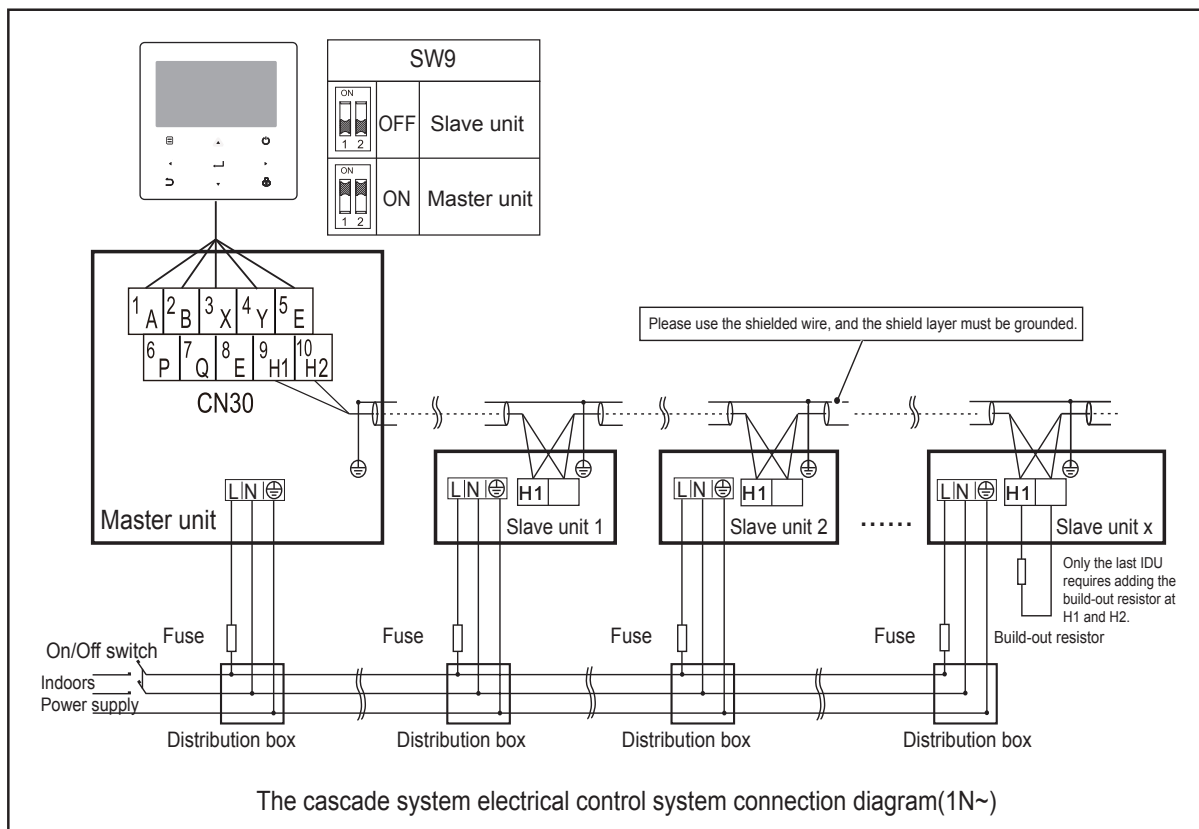 SW9
ON
1 2
OFF
Slave unit
ON
1 2
ON
Master unit
1 A 2 B 3 X 4 Y 5 E
6 P 7 Q 8 E 9 H1 10 H2
CN30
Please use the shielded wire, and the shield layer must be grounded.
L N
Master unit
L N
H1
Slave unit 1
L N
H1
Slave unit 2
......
L N
H1
Slave unit x
Only the last IDU
requires adding the
build-out resistor at
H1 and H2.
Build-out resistor
Fuse
Fuse
Fuse
Fuse
On/Off switch
Indoors
Power supply
Distribution box
Distribution box
Distribution box
Distribution box
The cascade system electrical control system connection diagram(1N~)